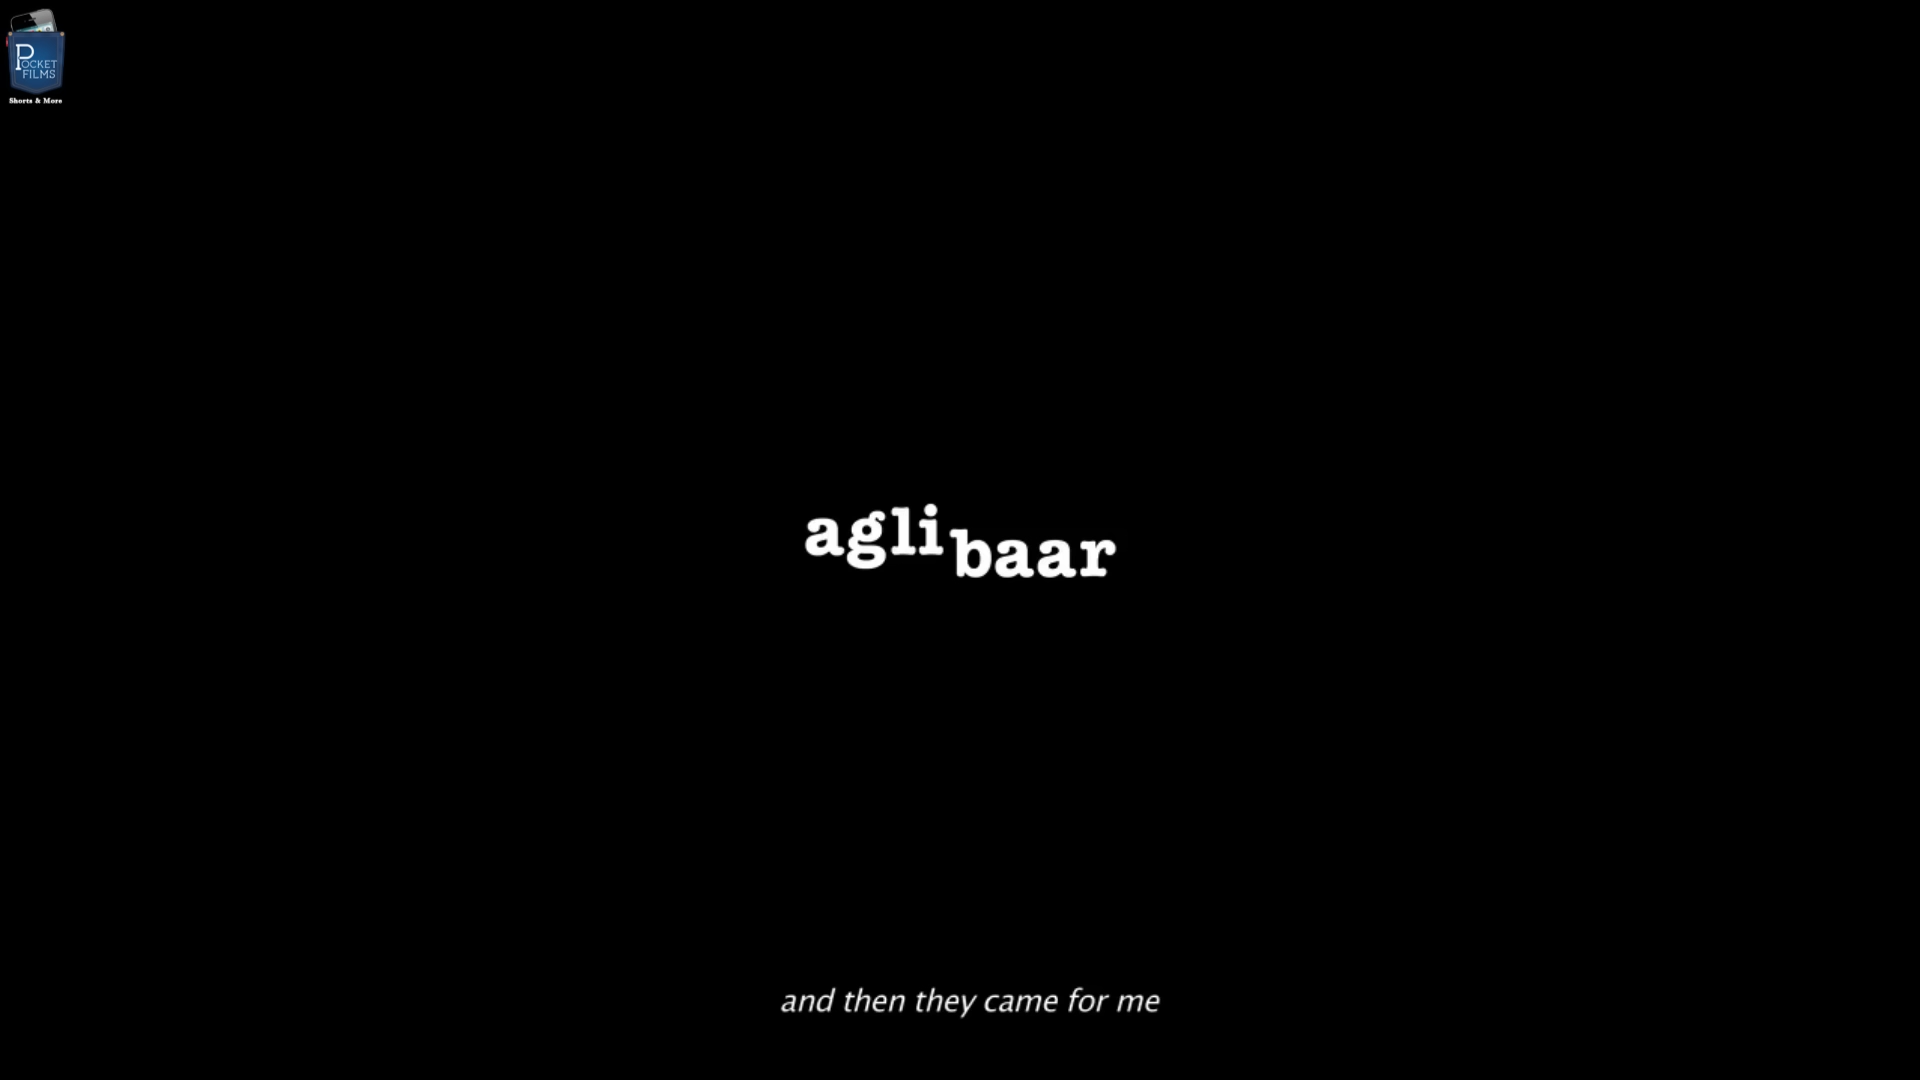 POCKET
FILMS
Shorts & More
agli baar
and then they came for me